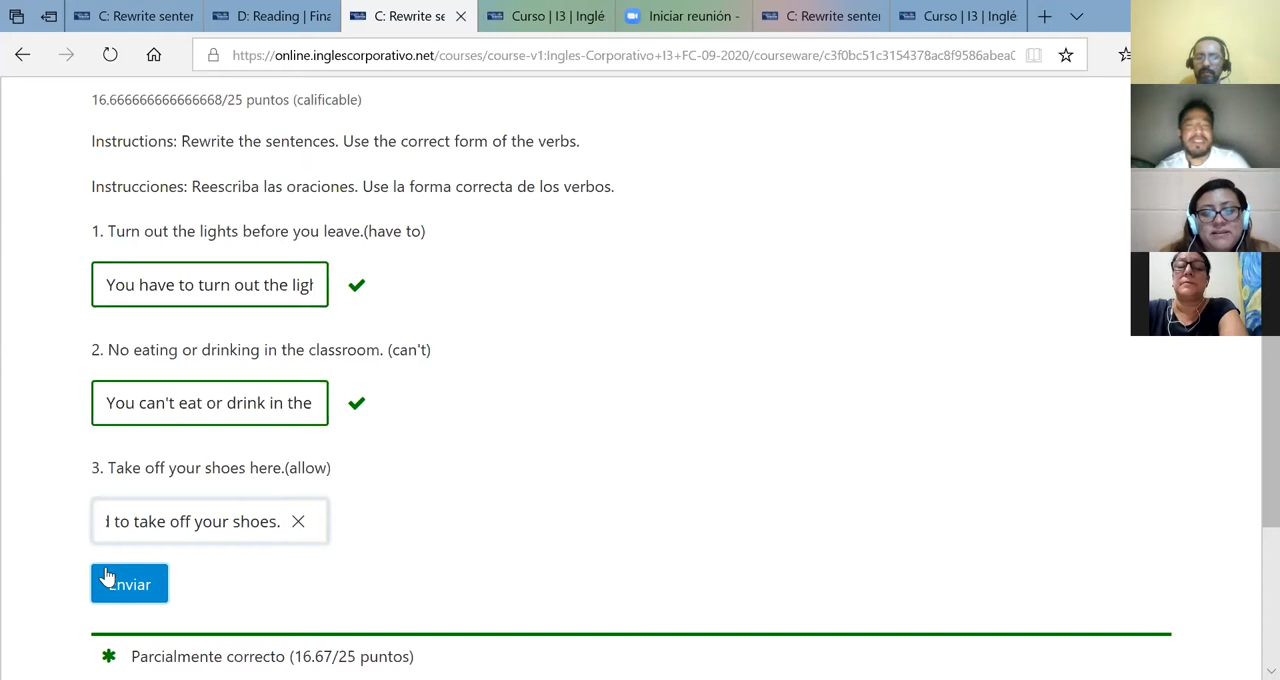 C: Rewrite senten
D: Reading | Fina
C: Rewrite se
Curso | I3 | Inglé
Iniciar reunión -
C: Rewrite senten
Curso | I3 | Inglés
https://online.inglescorporativo.net/courses/course-v1:Ingles-Corporativo+I3+FC-09-2020/courseware/c3f0bc51c3154378ac8f9586abea0
16.666666666666668/25 puntos (calificable)
Instructions: Rewrite the sentences. Use the correct form of the verbs.
Instrucciones: Reescriba las oraciones. Use la forma correcta de los verbos.
1. Turn out the lights before you leave.(have to)
You have to turn out the ligh
2. No eating or drinking in the classroom. (can't)
You can't eat or drink in the
3. Take off your shoes here.(allow)
d to take off your shoes.
Enviar
Parcialmente correcto (16.67/25 puntos)